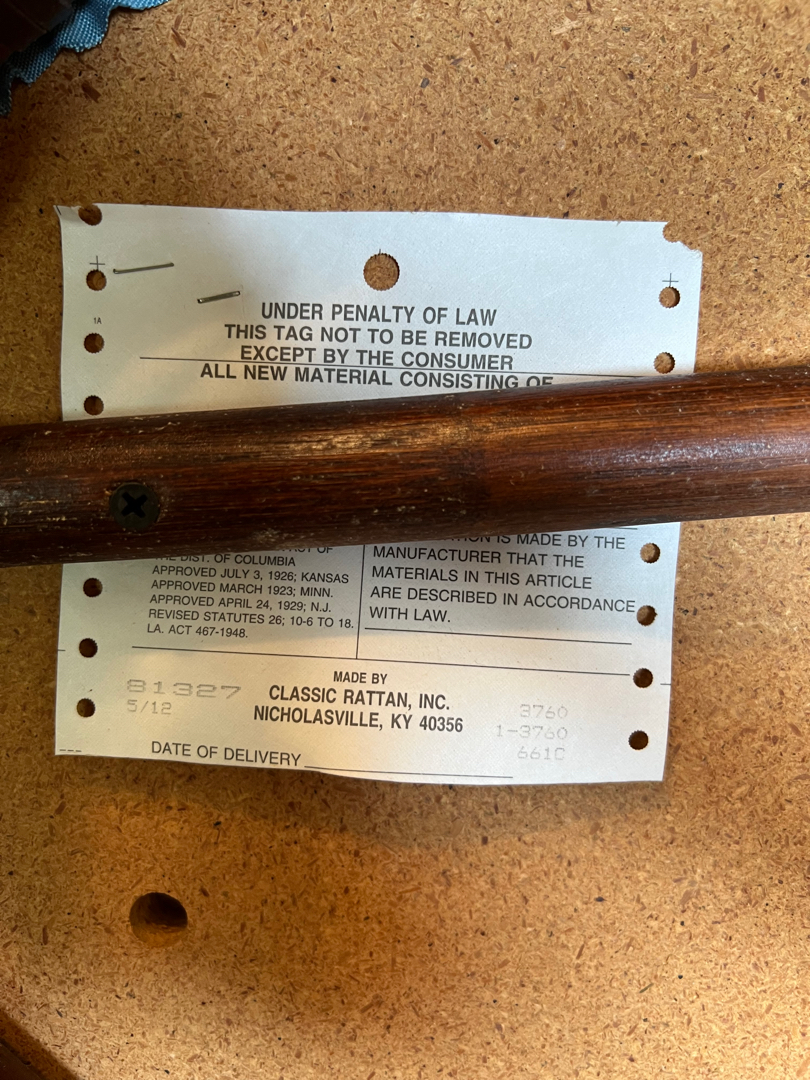 1A
UNDER PENALTY OF LAW
THIS TAG NOT TO BE REMOVED
EXCEPT BY THE CONSUMER
ALL NEW MATERIAL CONSISTING OF
DIST. OF COLUMBIA
APPROVED JULY 3, 1926; KANSAS
APPROVED MARCH 1923; MINN.
APPROVED APRIL 24, 1929; N.J.
REVISED STATUTES 26; 10-6 TO 18.
LA. ACT 467-1948.
IS MADE BY THE
MANUFACTURER THAT THE
MATERIALS IN THIS ARTICLE
ARE DESCRIBED IN ACCORDANCE
WITH LAW.
MADE BY
CLASSIC RATTAN, INC.
NICHOLASVILLE, KY 40356
81327
5/12
3760
1-3760
661C
DATE OF DELIVERY